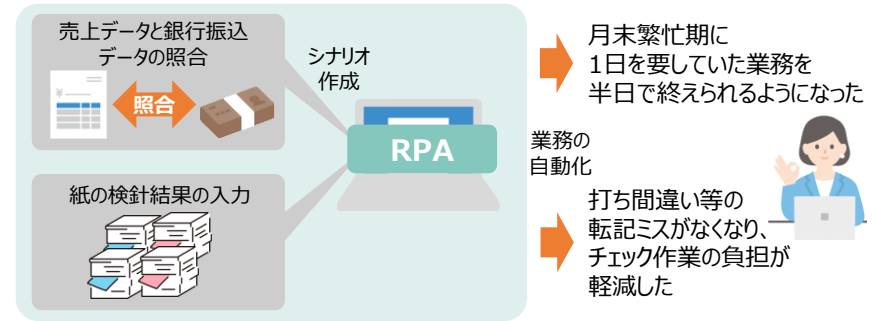 売上データと銀行振込
データの照合
¥
照合
シナリオ
作成
RPA
紙の検針結果の入力
業務の
自動化
月末繁忙期に
1日を要していた業務を
半日で終えられるようになった
打ち間違い等の
転記ミスがなくなり、
チェック作業の負担が
軽減した